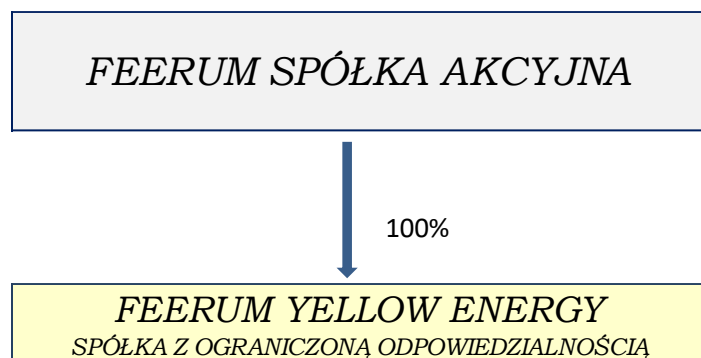 FEERUM SPÓŁKA AKCYJNA
100%
FEERUM YELLOW ENERGY
SPÓŁKA Z OGRANICZONĄ ODPOWIEDZIALNOŚCIĄ